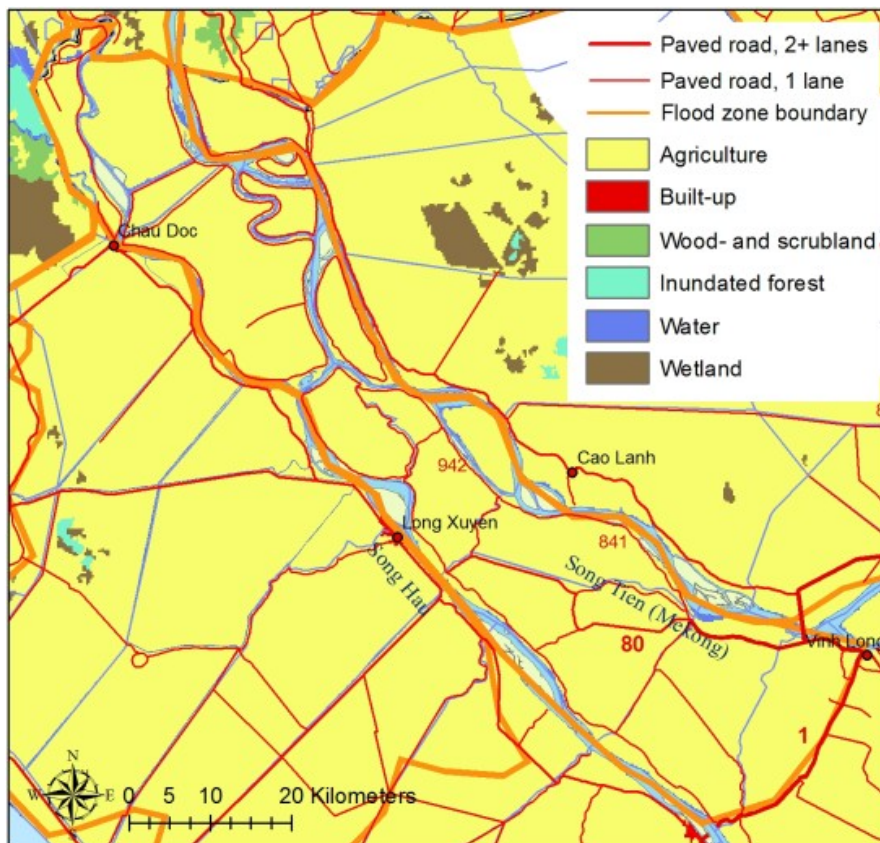 Paved road, 2+ lanes
Paved road, 1 lane
Flood zone boundary
Agriculture
Built-up
Wood- and scrubland
Inundated forest
Water
Wetland
Chau Doc
Cao Lanh
942
Long Xuyen
841
Song Hau
Song Tien (Mekong)
80
Vinh Long
1
N
W E
S
0 5 10 20 Kilometers